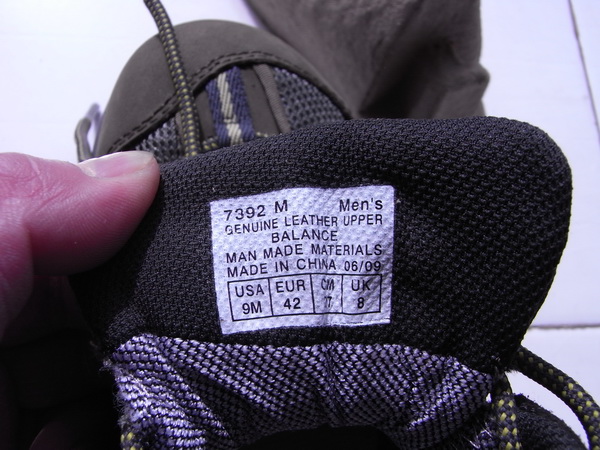 7392 M Men's
GENUINE LEATHER UPPER
BALANCE
MAN MADE MATERIALS
MADE IN CHINA 06/09
USA EUR CM UK
9M 42 17 8